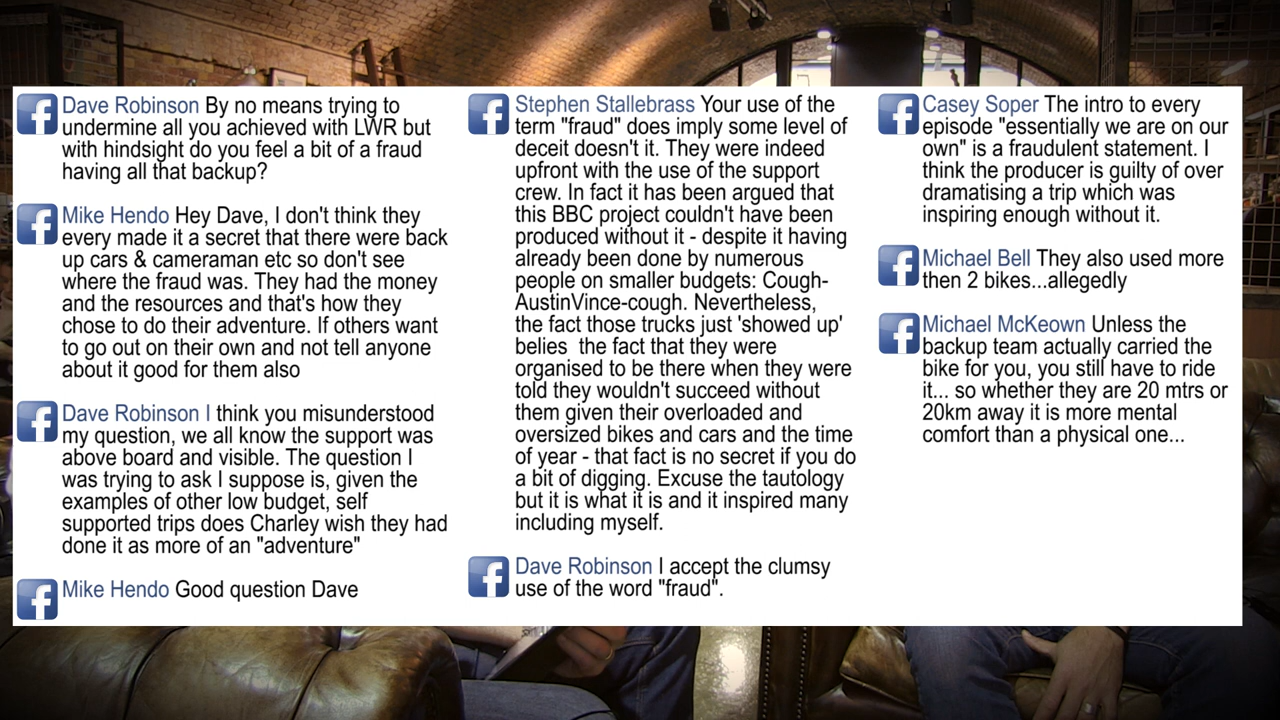 Dave Robinson By no means trying to
undermine all you achieved with LWR but
with hindsight do you feel a bit of a fraud
having all that backup?
Mike Hendo Hey Dave, I don't think they
every made it a secret that there were back
up cars & cameraman etc so don't see
where the fraud was. They had the money
and the resources and that's how they
chose to do their adventure. If others want
to go out on their own and not tell anyone
about it good for them also
Dave Robinson I think you misunderstood
my question, we all know the support was
above board and visible. The question I
was trying to ask I suppose is, given the
examples of other low budget, self
supported trips does Charley wish they had
done it as more of an "adventure"
Mike Hendo Good question Dave
Stephen Stallebrass Your use of the
term "fraud" does imply some level of
deceit doesn't it. They were indeed
upfront with the use of the support
crew. In fact it has been argued that
this BBC project couldn't have been
produced without it - despite it having
already been done by numerous
people on smaller budgets: Cough-
AustinVince-cough. Nevertheless,
the fact those trucks just 'showed up'
belies the fact that they were
organised to be there when they were
told they wouldn't succeed without
them given their overloaded and
oversized bikes and cars and the time
of year - that fact is no secret if you do
a bit of digging. Excuse the tautology
but it is what it is and it inspired many
including myself.
Dave Robinson I accept the clumsy
use of the word "fraud".
Casey Soper The intro to every
episode "essentially we are on our
own" is a fraudulent statement. I
think the producer is guilty of over
dramatising a trip which was
inspiring enough without it.
Michael Bell They also used more
then 2 bikes...allegedly
Michael McKeown Unless the
backup team actually carried the
bike for you, you still have to ride
it... so whether they are 20 mtrs or
20km away it is more mental
comfort than a physical one...